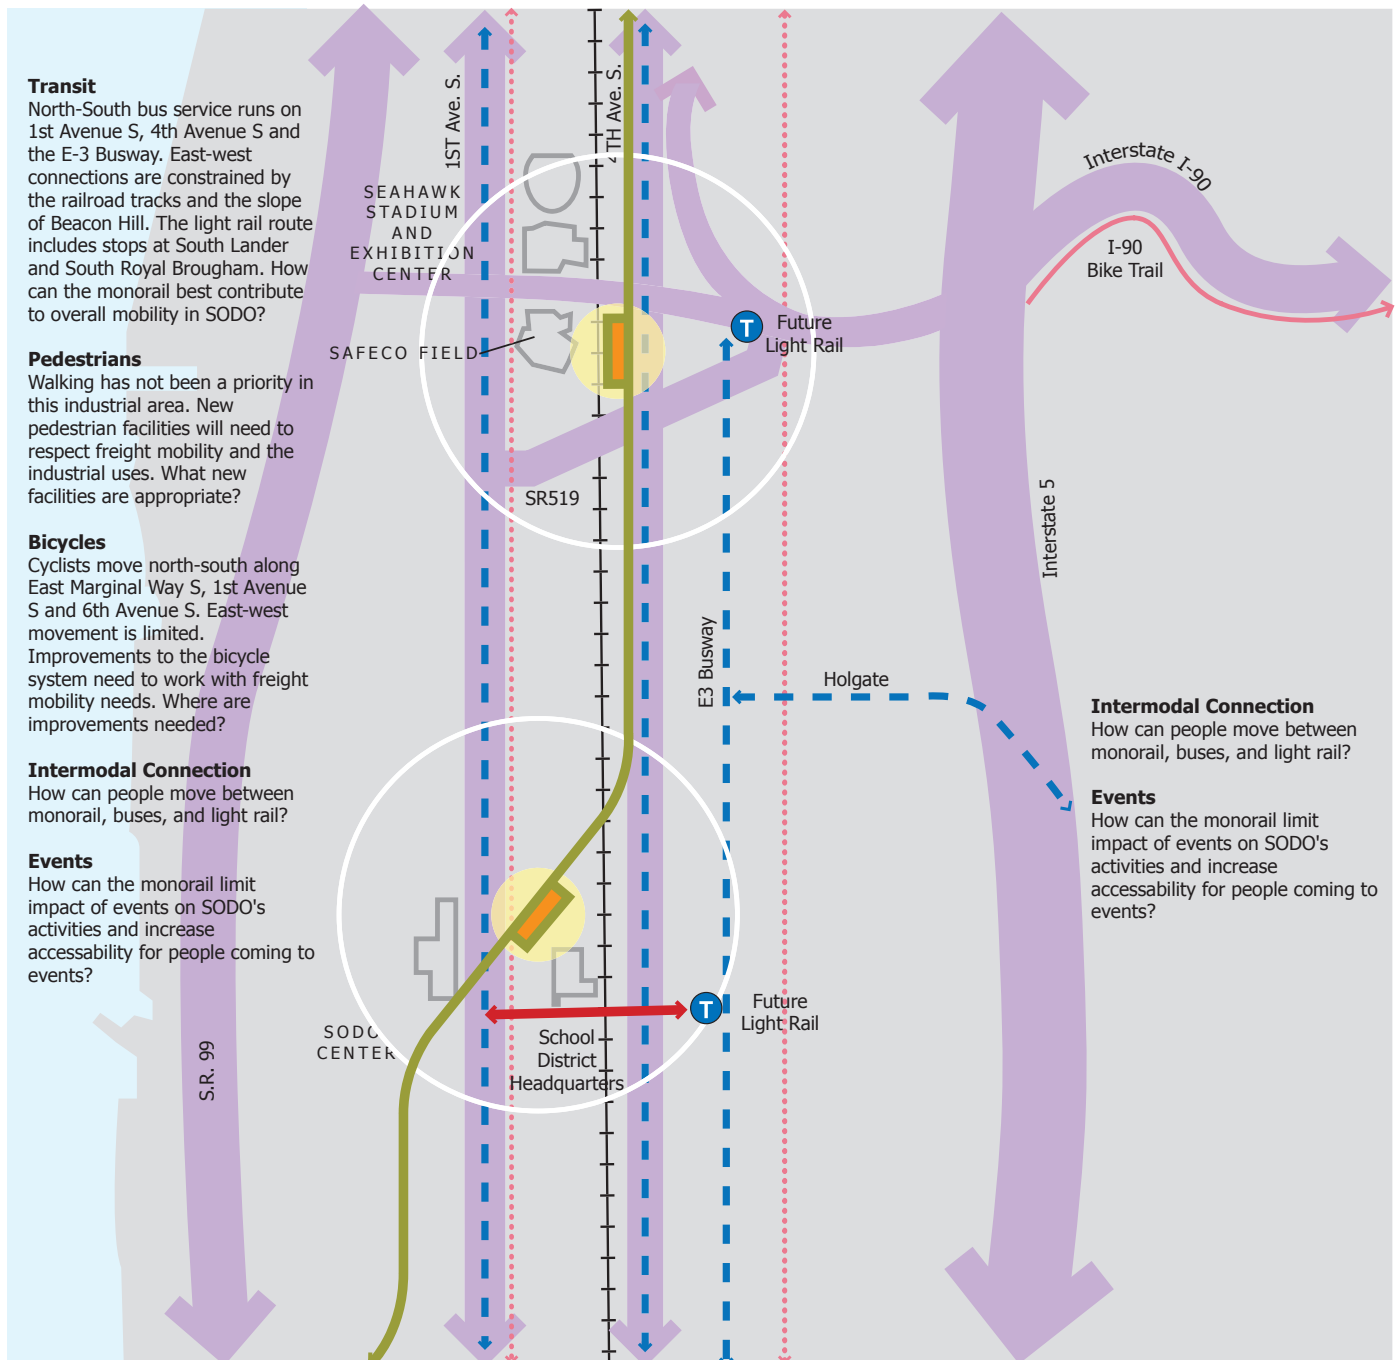 Transit
North-South bus service runs on
1st Avenue S, 4th Avenue S and
the E-3 Busway. East-west
connections are constrained by
the railroad tracks and the slope
of Beacon Hill. The light rail route
includes stops at South Lander
and South Royal Brougham. How
can the monorail best contribute
to overall mobility in SODO?
Pedestrians
Walking has not been a priority in
this industrial area. New
pedestrian facilities will need to
respect freight mobility and the
industrial uses. What new
facilities are appropriate?
Bicycles
Cyclists move north-south along
East Marginal Way S, 1st Avenue
S and 6th Avenue S. East-west
movement is limited.
Improvements to the bicycle
system need to work with freight
mobility needs. Where are
improvements needed?
Intermodal Connection
How can people move between
monorail, buses, and light rail?
Events
How can the monorail limit
impact of events on SODO's
activities and increase
accessability for people coming to
events?
S.R. 99
1ST Ave. S.
4TH Ave. S.
SEAHAWK
STADIUM
AND
EXHIBITION
CENTER
SAFECO FIELD
SR519
T
Future
Light Rail
E3 Busway
Holgate
Interstate 5
Interstate I-90
I-90
Bike Trail
SODO
CENTER
School
District
Headquarters
T
Future
Light Rail
Intermodal Connection
How can people move between
monorail, buses, and light rail?
Events
How can the monorail limit
impact of events on SODO's
activities and increase
accessability for people coming to
events?